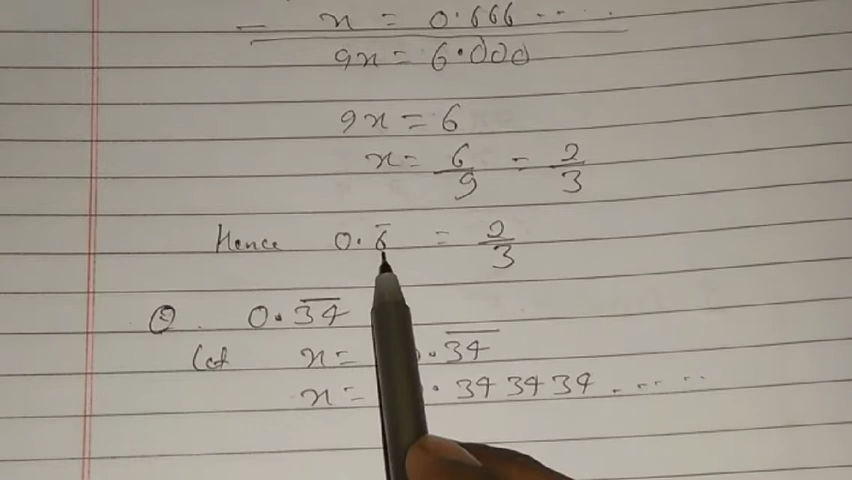 - x = 0.666.....
9x = 6.000
9x = 6
x = 6/9 = 2/3
Hence 0.6̅ = 2/3
Q. 0.3̅4̅
Let x = .3̅4̅
x = .343434.....